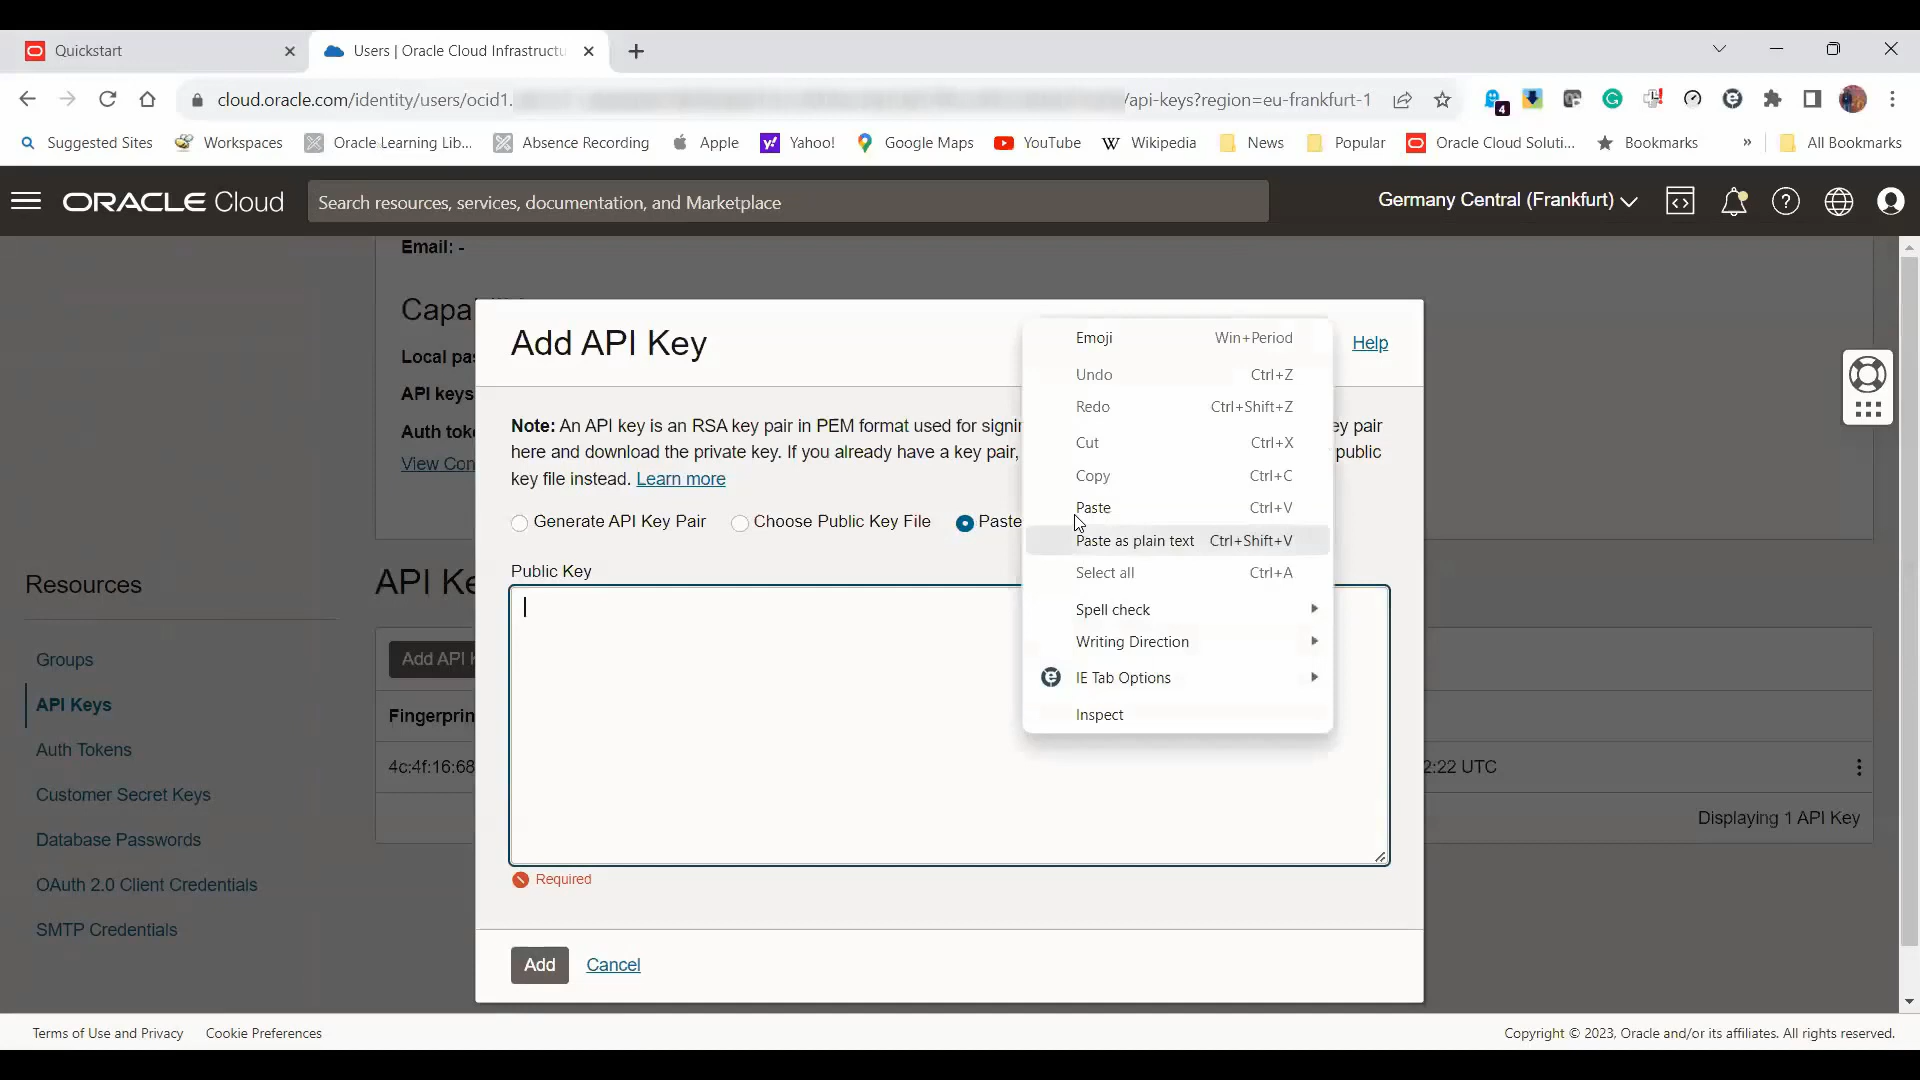 Quickstart
Users | Oracle Cloud Infrastructu
cloud.oracle.com/identity/users/ocid1.
/api-keys?region=eu-frankfurt-1
4
Suggested Sites
Workspaces
Oracle Learning Lib...
Absence Recording
Apple
Yahoo!
Google Maps
YouTube
Wikipedia
News
Popular
Oracle Cloud Soluti...
Bookmarks
»
All Bookmarks
ORACLE Cloud
Search resources, services, documentation, and Marketplace
Germany Central (Frankfurt)
Email: -
Capa
Local pas
API keys
Auth toke
View Con
Resources
Groups
API Keys
Auth Tokens
Customer Secret Keys
Database Passwords
OAuth 2.0 Client Credentials
SMTP Credentials
API Ke
Add API K
Fingerprin
4c:4f:16:68
2:22 UTC
Displaying 1 API Key
Add API Key
Help
Note: An API key is an RSA key pair in PEM format used for signin
ey pair
here and download the private key. If you already have a key pair,
public
key file instead. Learn more
Generate API Key Pair
Choose Public Key File
Paste
Public Key
Required
Add
Cancel
Emoji Win+Period
Undo Ctrl+Z
Redo Ctrl+Shift+Z
Cut Ctrl+X
Copy Ctrl+C
Paste Ctrl+V
Paste as plain text Ctrl+Shift+V
Select all Ctrl+A
Spell check
Writing Direction
IE Tab Options
Inspect
Terms of Use and Privacy
Cookie Preferences
Copyright © 2023, Oracle and/or its affiliates. All rights reserved.